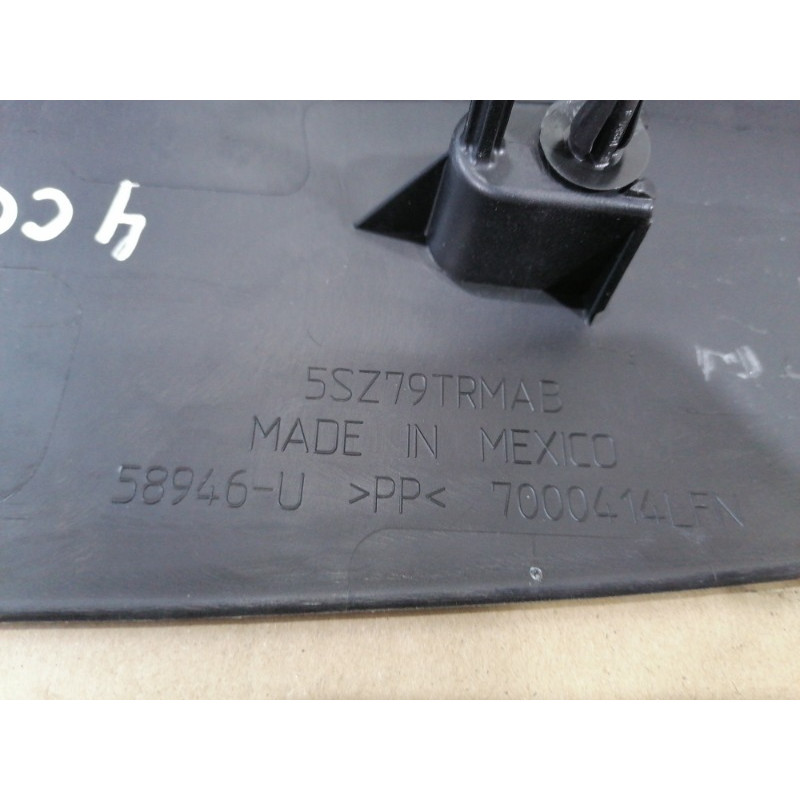 5SZ79TRMAB
MADE IN MEXICO
58946-U >PP< 7000414LFN